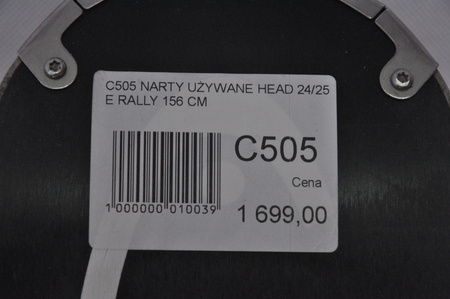 C505 NARTY UŻYWANE HEAD 24/25
E RALLY 156 CM
C505
Cena
1 699,00
1 000000 010039